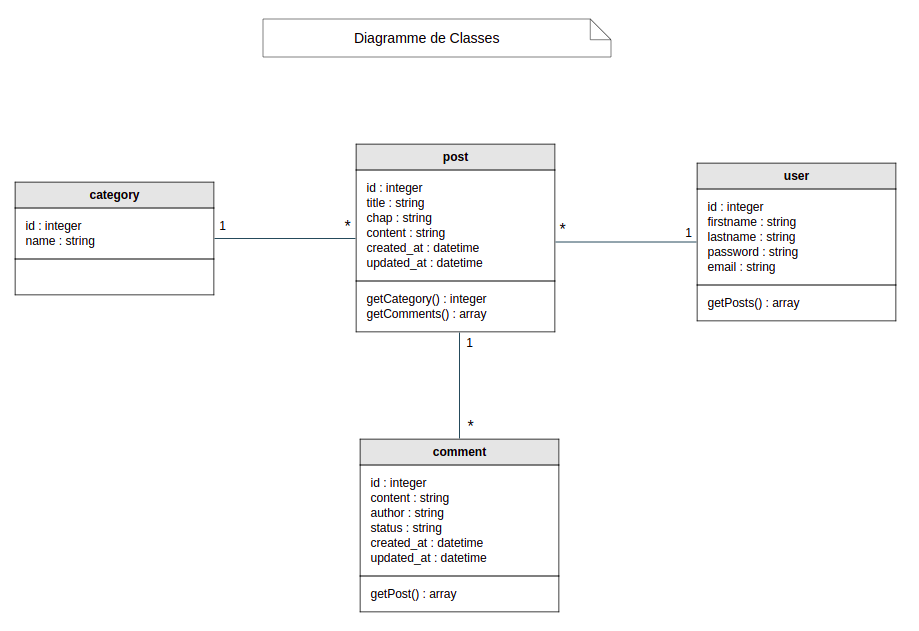 Diagramme de Classes
category
id : integer
name : string
1
*
post
id : integer
title : string
chap : string
content : string
created_at : datetime
updated_at : datetime
getCategory() : integer
getComments() : array
*
1
user
id : integer
firstname : string
lastname : string
password : string
email : string
getPosts() : array
1
*
comment
id : integer
content : string
author : string
status : string
created_at : datetime
updated_at : datetime
getPost() : array